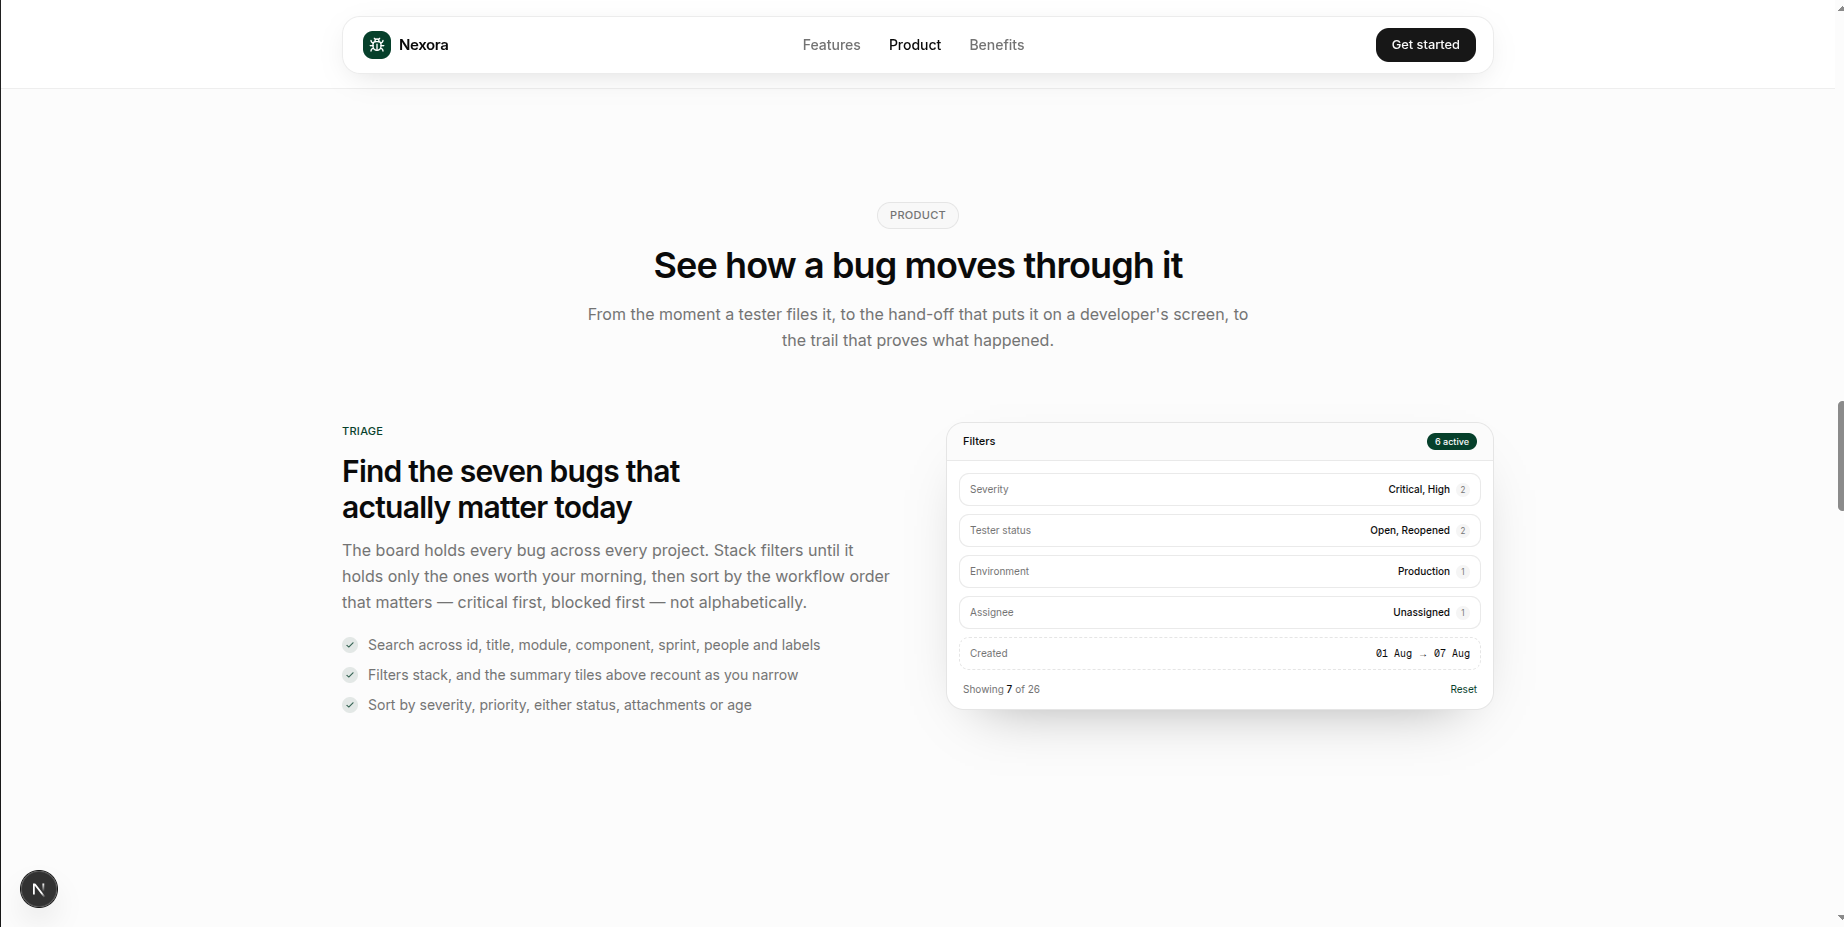 Nexora
Features
Product
Benefits
Get started
PRODUCT
See how a bug moves through it
From the moment a tester files it, to the hand-off that puts it on a developer's screen, to
the trail that proves what happened.
TRIAGE
Find the seven bugs that
actually matter today
The board holds every bug across every project. Stack filters until it
holds only the ones worth your morning, then sort by the workflow order
that matters — critical first, blocked first — not alphabetically.
Search across id, title, module, component, sprint, people and labels
Filters stack, and the summary tiles above recount as you narrow
Sort by severity, priority, either status, attachments or age
Filters 6 active
Severity Critical, High 2
Tester status Open, Reopened 2
Environment Production 1
Assignee Unassigned 1
Created 01 Aug → 07 Aug
Showing 7 of 26 Reset
N